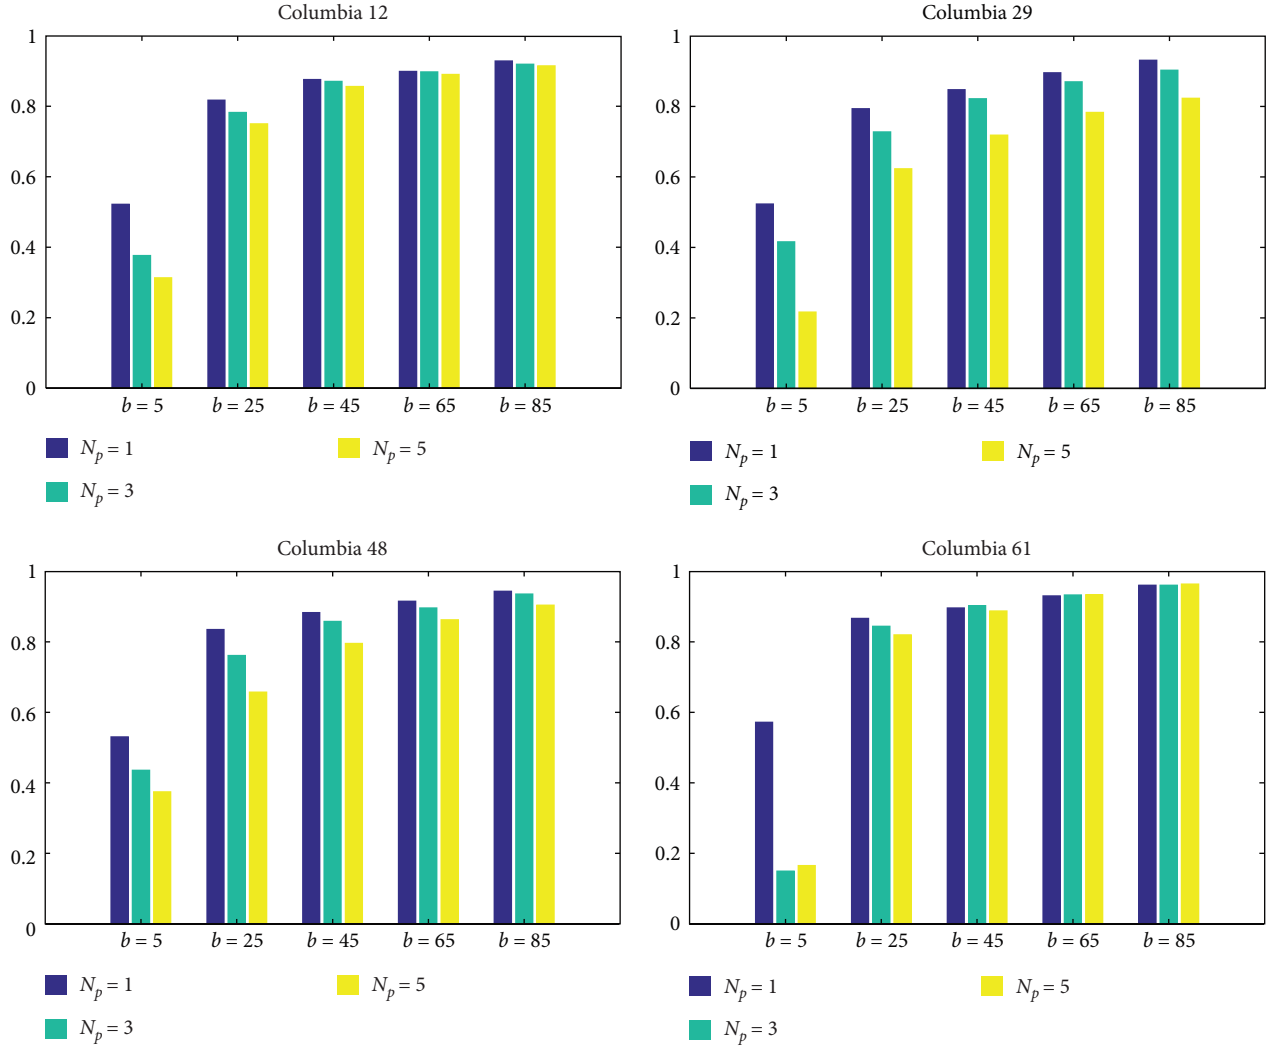 Columbia 12
1
0.8
0.6
0.4
0.2
0
b = 5 b = 25 b = 45 b = 65 b = 85
Np = 1
Np = 5
Np = 3
Columbia 29
1
0.8
0.6
0.4
0.2
0
b = 5 b = 25 b = 45 b = 65 b = 85
Np = 1
Np = 5
Np = 3
Columbia 48
1
0.8
0.6
0.4
0.2
0
b = 5 b = 25 b = 45 b = 65 b = 85
Np = 1
Np = 5
Np = 3
Columbia 61
1
0.8
0.6
0.4
0.2
0
b = 5 b = 25 b = 45 b = 65 b = 85
Np = 1
Np = 5
Np = 3